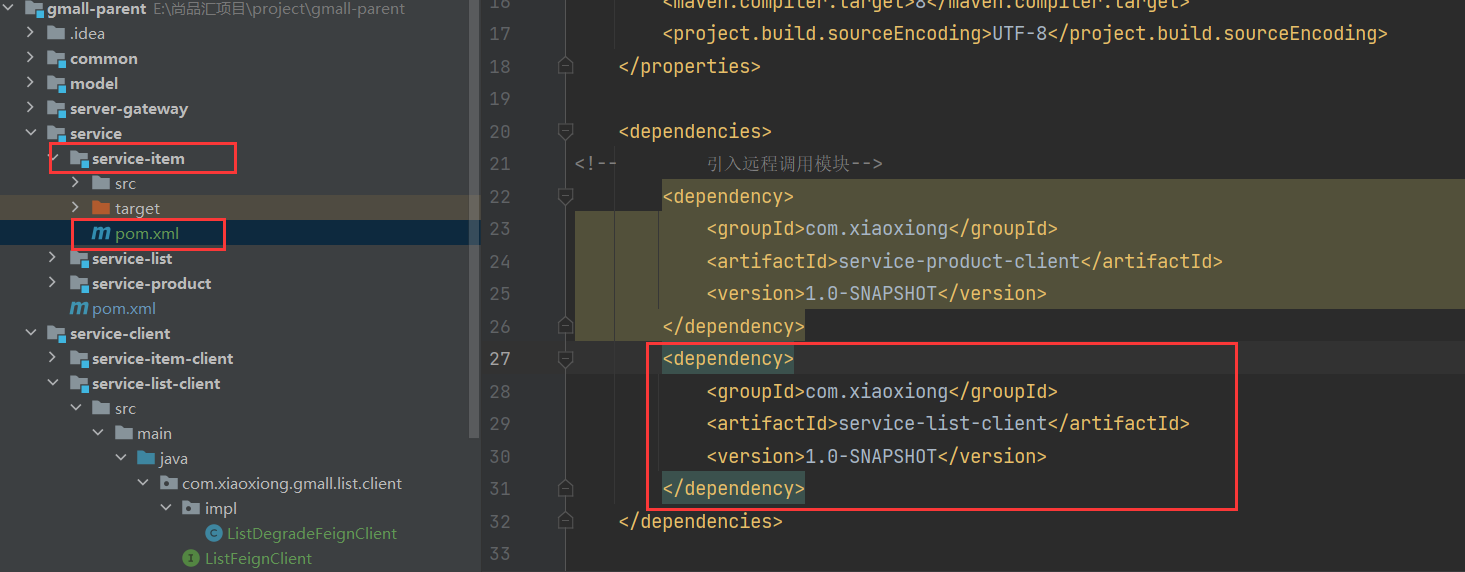 gmall-parent E:\尚品汇项目\project\gmall-parent
.idea
common
model
server-gateway
service
service-item
src
target
pom.xml
service-list
service-product
pom.xml
service-client
service-item-client
service-list-client
src
main
java
com.xiaoxiong.gmall.list.client
impl
ListDegradeFeignClient
ListFeignClient
16 <maven.compiler.target>8</maven.compiler.target>
17 <project.build.sourceEncoding>UTF-8</project.build.sourceEncoding>
18 </properties>
19
20 <dependencies>
21 <!-- 引入远程调用模块-->
22 <dependency>
23 <groupId>com.xiaoxiong</groupId>
24 <artifactId>service-product-client</artifactId>
25 <version>1.0-SNAPSHOT</version>
26 </dependency>
27 <dependency>
28 <groupId>com.xiaoxiong</groupId>
29 <artifactId>service-list-client</artifactId>
30 <version>1.0-SNAPSHOT</version>
31 </dependency>
32 </dependencies>
33